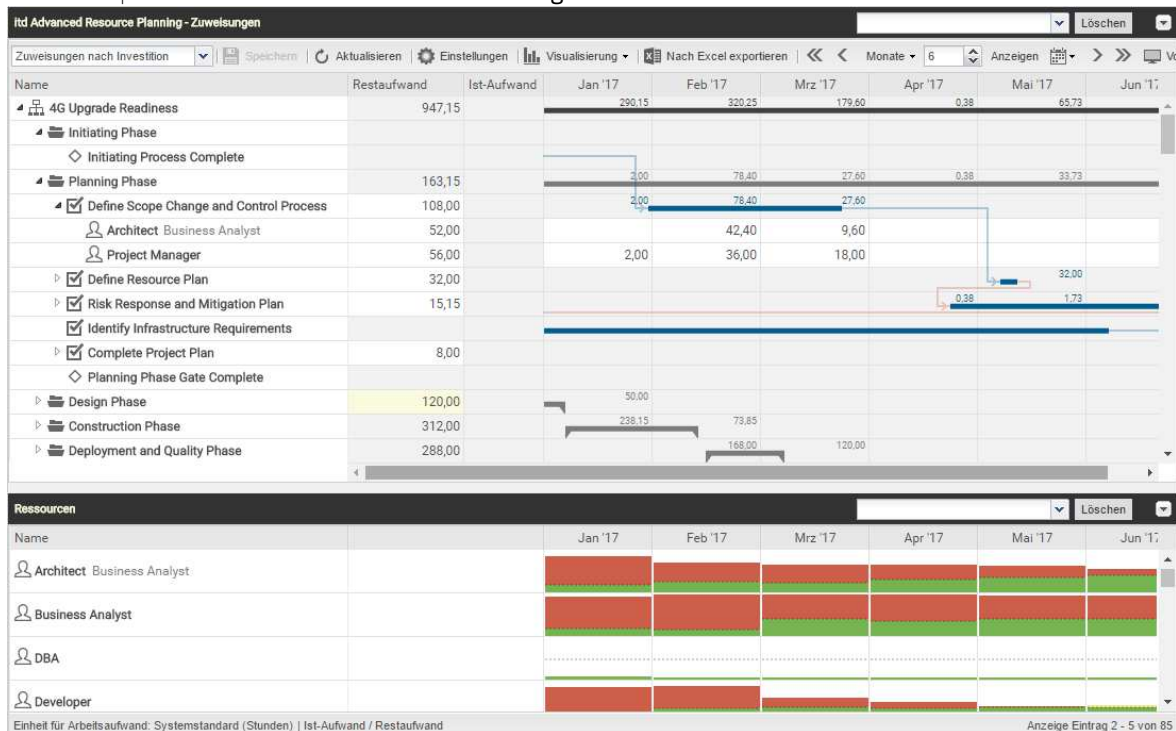 itd Advanced Resource Planning - Zuweisungen Löschen
Zuweisungen nach Investition Speichern Aktualisieren Einstellungen Visualisierung Nach Excel exportieren Monate 6 Anzeigen
Name Restaufwand Ist-Aufwand Jan '17 Feb '17 Mrz '17 Apr '17 Mai '17 Jun '17
4G Upgrade Readiness 947,15 290,15 320,25 179,60 0,38 65,73
Initiating Phase
Initiating Process Complete
Planning Phase 163,15 2,00 78,40 27,60 0,38 33,73
Define Scope Change and Control Process 108,00 2,00 78,40 27,60
Architect Business Analyst 52,00 42,40 9,60
Project Manager 56,00 2,00 36,00 18,00
Define Resource Plan 32,00 32,00
Risk Response and Mitigation Plan 15,15 0,38 1,73
Identify Infrastructure Requirements
Complete Project Plan 8,00
Planning Phase Gate Complete
Design Phase 120,00 50,00
Construction Phase 312,00 238,15 73,85
Deployment and Quality Phase 288,00 168,00 120,00
Ressourcen Löschen
Name Jan '17 Feb '17 Mrz '17 Apr '17 Mai '17 Jun '17
Architect Business Analyst
Business Analyst
DBA
Developer
Einheit für Arbeitsaufwand: Systemstandard (Stunden) | Ist-Aufwand / Restaufwand Anzeige Eintrag 2 - 5 von 85